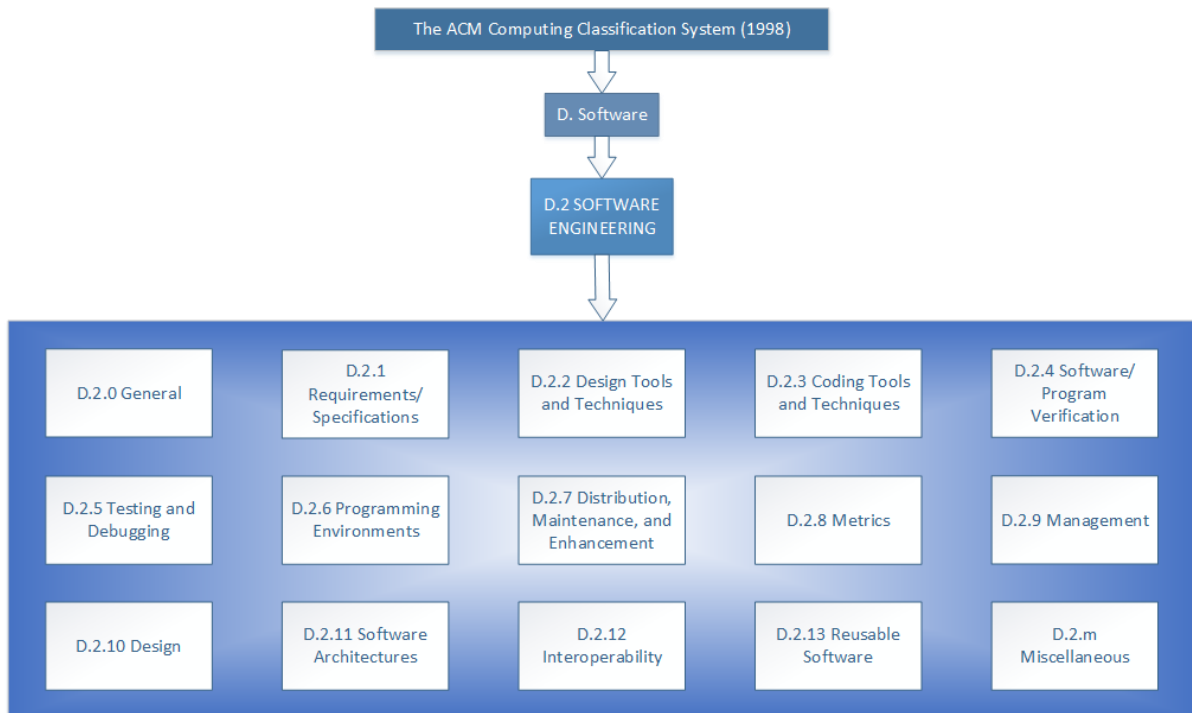 The ACM Computing Classification System (1998)
D. Software
D.2 SOFTWARE
ENGINEERING
D.2.0 General
D.2.1
Requirements/
Specifications
D.2.2 Design Tools
and Techniques
D.2.3 Coding Tools
and Techniques
D.2.4 Software/
Program
Verification
D.2.5 Testing and
Debugging
D.2.6 Programming
Environments
D.2.7 Distribution,
Maintenance, and
Enhancement
D.2.8 Metrics
D.2.9 Management
D.2.10 Design
D.2.11 Software
Architectures
D.2.12
Interoperability
D.2.13 Reusable
Software
D.2.m
Miscellaneous